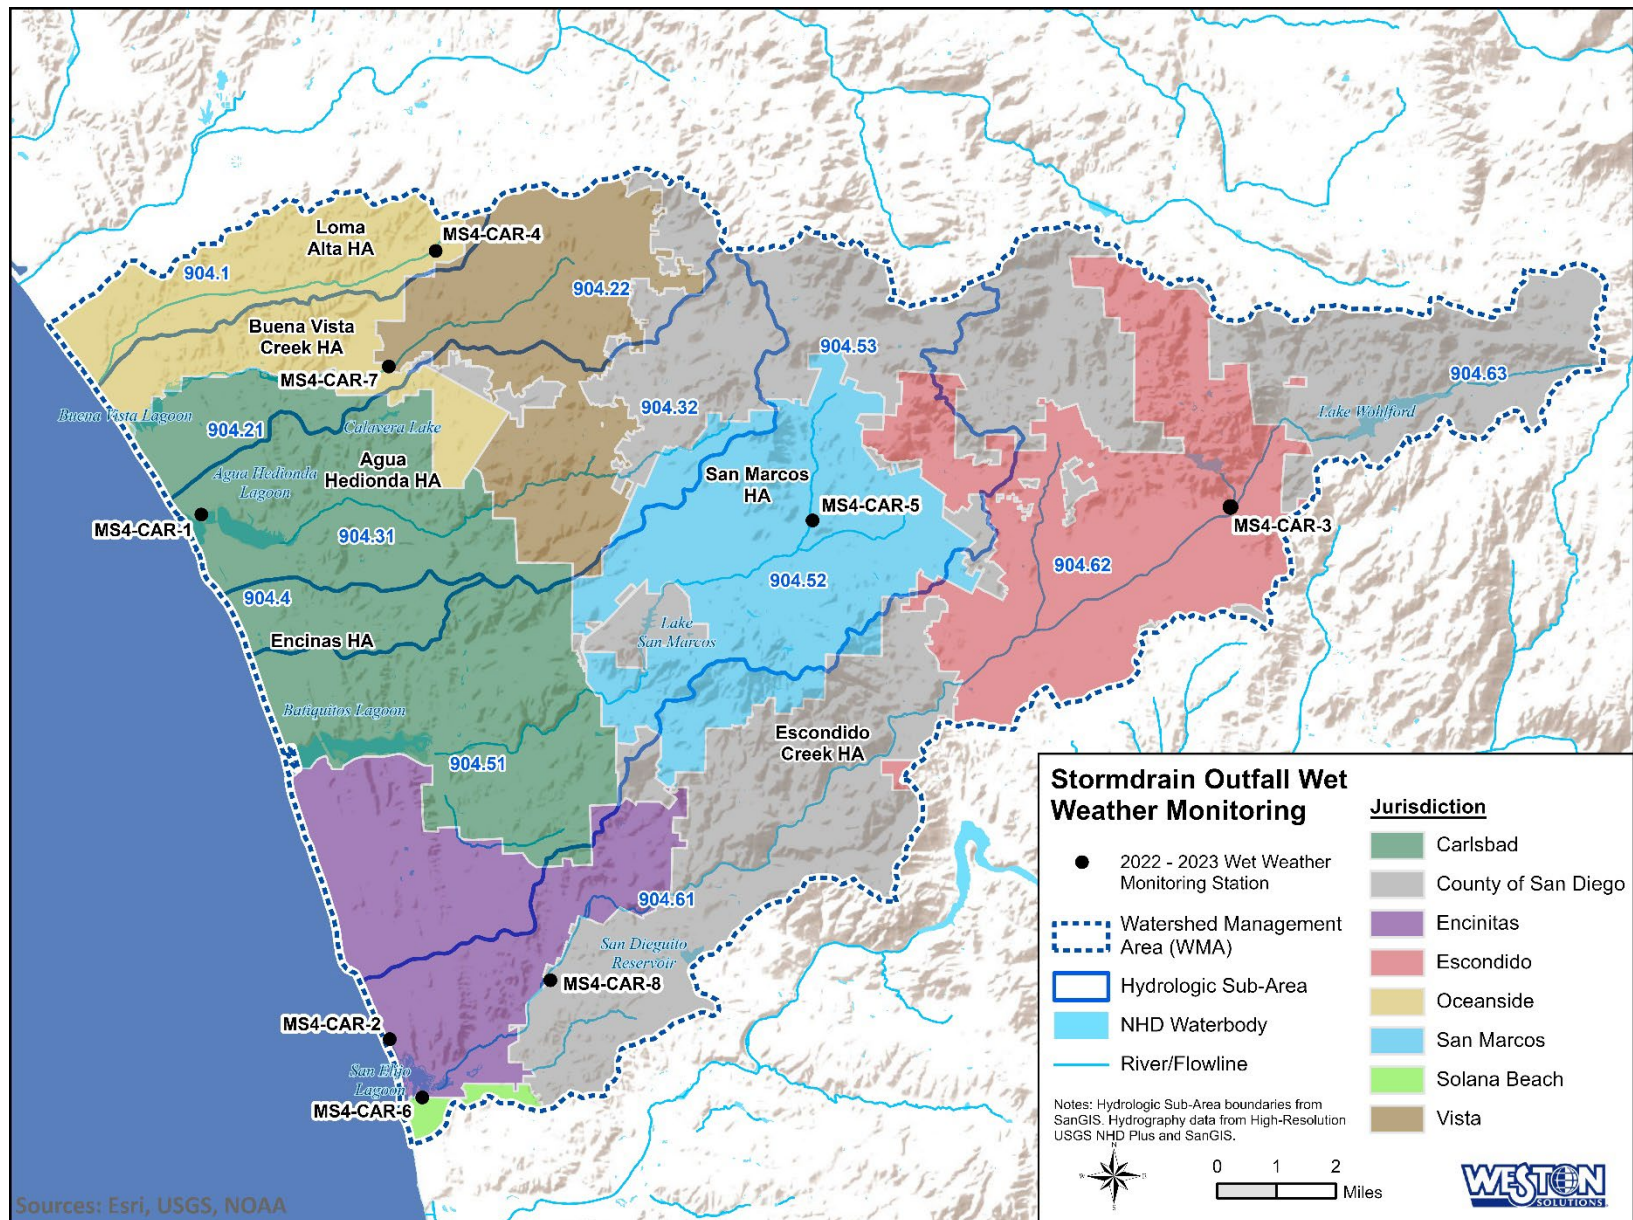 Loma
Alta HA
MS4-CAR-4
904.1
904.22
Buena Vista
Creek HA
904.53
MS4-CAR-7
904.63
904.32
Lake Wohlford
Buena Vista Lagoon
904.21
Calavera Lake
Agua
Hedionda HA
Agua Hedionda
Lagoon
San Marcos
HA
MS4-CAR-5
MS4-CAR-1
MS4-CAR-3
904.31
904.52
904.62
904.4
Encinas HA
Lake
San Marcos
Batiquitos Lagoon
Escondido
Creek HA
904.51
904.61
San Dieguito
Reservoir
MS4-CAR-8
MS4-CAR-2
San Elijo
Lagoon
MS4-CAR-6
Sources: Esri, USGS, NOAA
Stormdrain Outfall Wet
Weather Monitoring
2022 - 2023 Wet Weather
Monitoring Station
Watershed Management
Area (WMA)
Hydrologic Sub-Area
NHD Waterbody
River/Flowline
Notes: Hydrologic Sub-Area boundaries from
SanGIS. Hydrography data from High-Resolution
USGS NHD Plus and SanGIS.
Jurisdiction
Carlsbad
County of San Diego
Encinitas
Escondido
Oceanside
San Marcos
Solana Beach
Vista
N
W
E
S
0 1 2
Miles
WESTON
SOLUTIONS